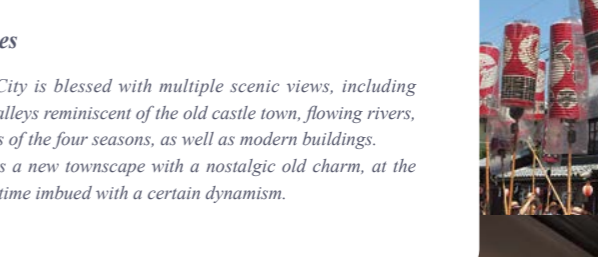 es
City is blessed with multiple scenic views, including
alleys reminiscent of the old castle town, flowing rivers,
s of the four seasons, as well as modern buildings.
s a new townscape with a nostalgic old charm, at the
time imbued with a certain dynamism.